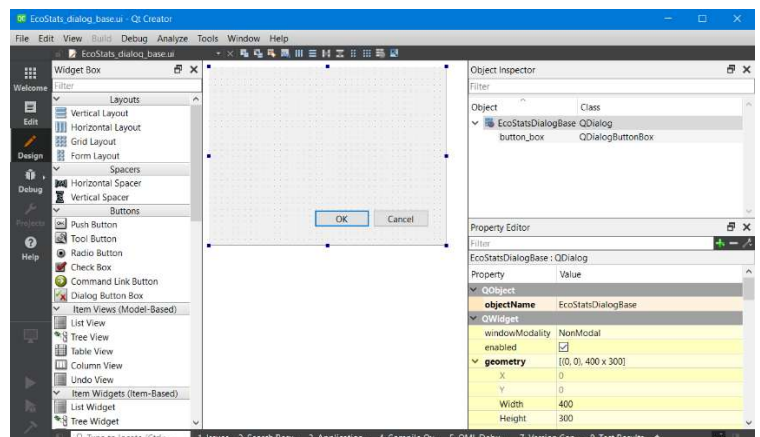 EcoStats_dialog_base.ui - Qt Creator
File Edit View Build Debug Analyze Tools Window Help
EcoStats_dialog_base.ui
Welcome
Edit
Design
Debug
Projects
Help
Widget Box
Filter
Layouts
Vertical Layout
Horizontal Layout
Grid Layout
Form Layout
Spacers
Horizontal Spacer
Vertical Spacer
Buttons
Push Button
Tool Button
Radio Button
Check Box
Command Link Button
Dialog Button Box
Item Views (Model-Based)
List View
Tree View
Table View
Column View
Undo View
Item Widgets (Item-Based)
List Widget
Tree Widget
OK Cancel
Object Inspector
Filter
Object Class
EcoStatsDialogBase QDialog
button_box QDialogButtonBox
Property Editor
Filter
EcoStatsDialogBase : QDialog
Property Value
QObject
objectName EcoStatsDialogBase
QWidget
windowModality NonModal
enabled
geometry [(0, 0), 400 x 300]
X 0
Y 0
Width 400
Height 300